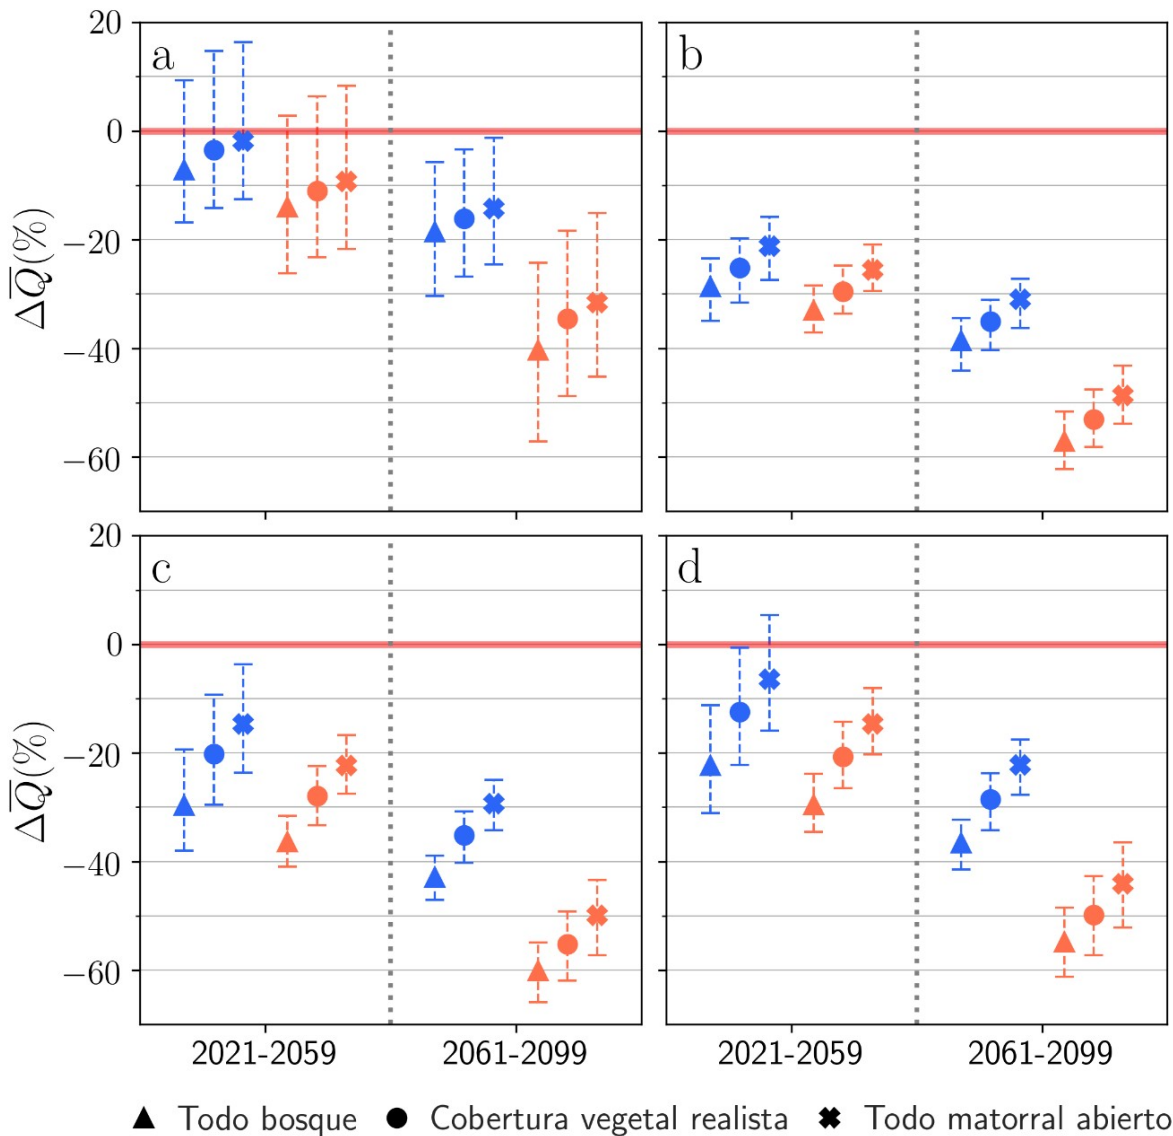 20
a
b
0
−20
−40
−60
ΔQ̅(%)
20
c
d
0
−20
−40
−60
ΔQ̅(%)
2021-2059
2061-2099
2021-2059
2061-2099
Todo bosque
Cobertura vegetal realista
Todo matorral abierto